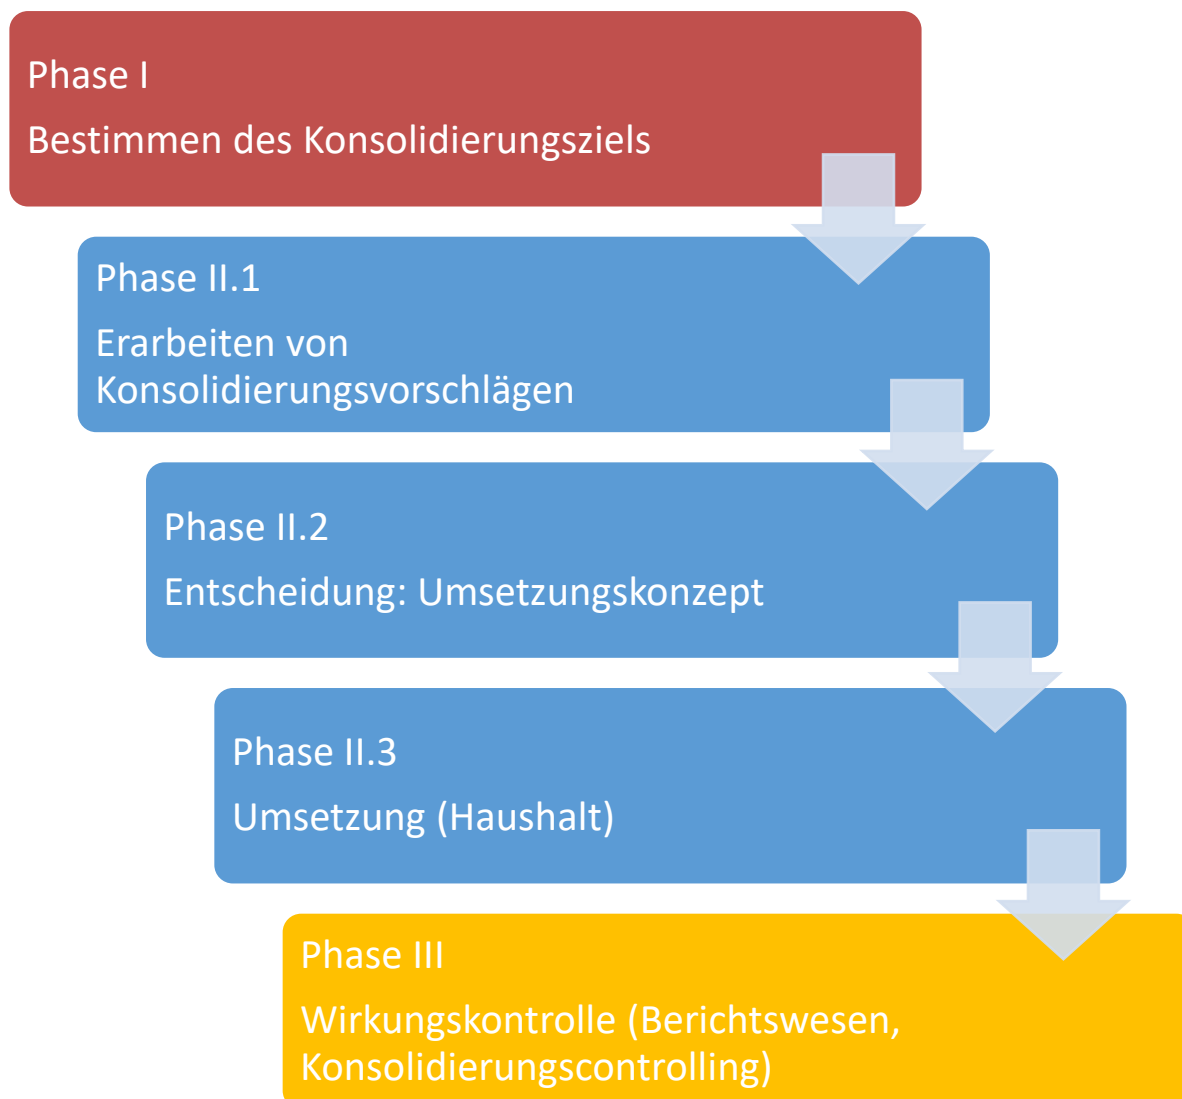 Phase I
Bestimmen des Konsolidierungsziels
Phase II.1
Erarbeiten von
Konsolidierungsvorschlägen
Phase II.2
Entscheidung: Umsetzungskonzept
Phase II.3
Umsetzung (Haushalt)
Phase III
Wirkungskontrolle (Berichtswesen,
Konsolidierungscontrolling)